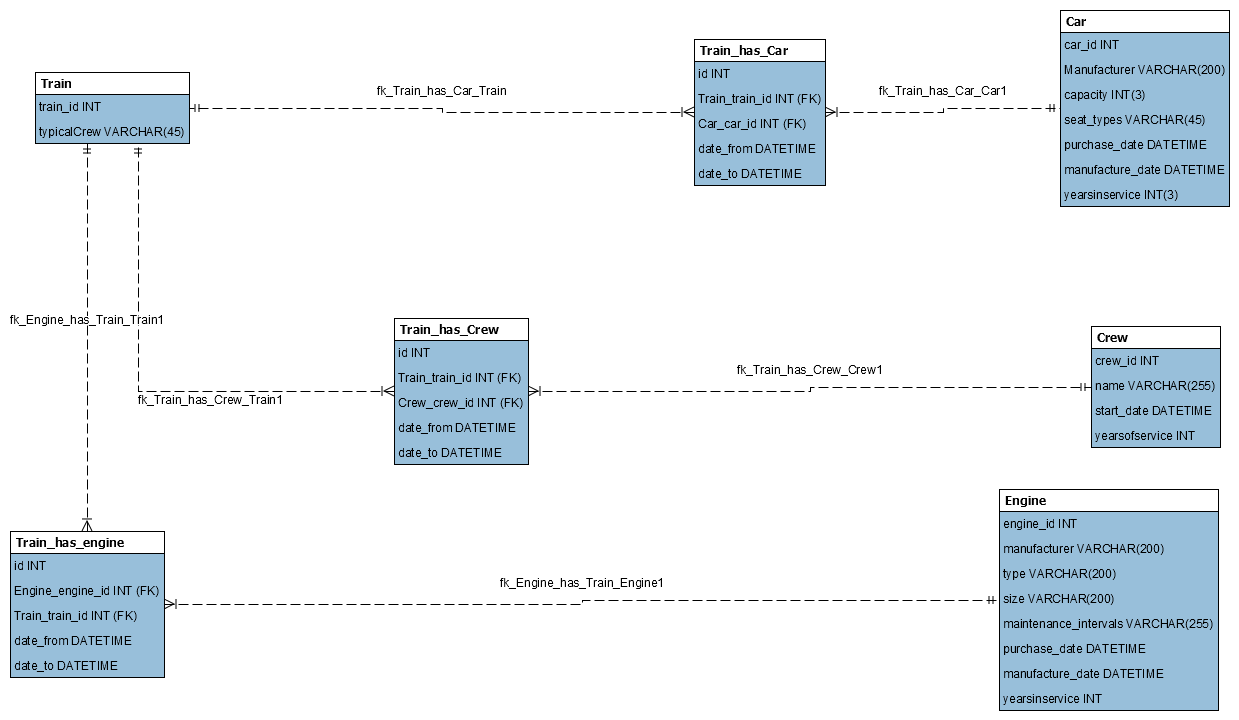 Train
train_id INT
typicalCrew VARCHAR(45)
fk_Train_has_Car_Train
Train_has_Car
id INT
Train_train_id INT (FK)
Car_car_id INT (FK)
date_from DATETIME
date_to DATETIME
fk_Train_has_Car_Car1
Car
car_id INT
Manufacturer VARCHAR(200)
capacity INT(3)
seat_types VARCHAR(45)
purchase_date DATETIME
manufacture_date DATETIME
yearsinservice INT(3)
fk_Engine_has_Train_Train1
fk_Train_has_Crew_Train1
Train_has_Crew
id INT
Train_train_id INT (FK)
Crew_crew_id INT (FK)
date_from DATETIME
date_to DATETIME
fk_Train_has_Crew_Crew1
Crew
crew_id INT
name VARCHAR(255)
start_date DATETIME
yearsofservice INT
Train_has_engine
id INT
Engine_engine_id INT (FK)
Train_train_id INT (FK)
date_from DATETIME
date_to DATETIME
fk_Engine_has_Train_Engine1
Engine
engine_id INT
manufacturer VARCHAR(200)
type VARCHAR(200)
size VARCHAR(200)
maintenance_intervals VARCHAR(255)
purchase_date DATETIME
manufacture_date DATETIME
yearsinservice INT